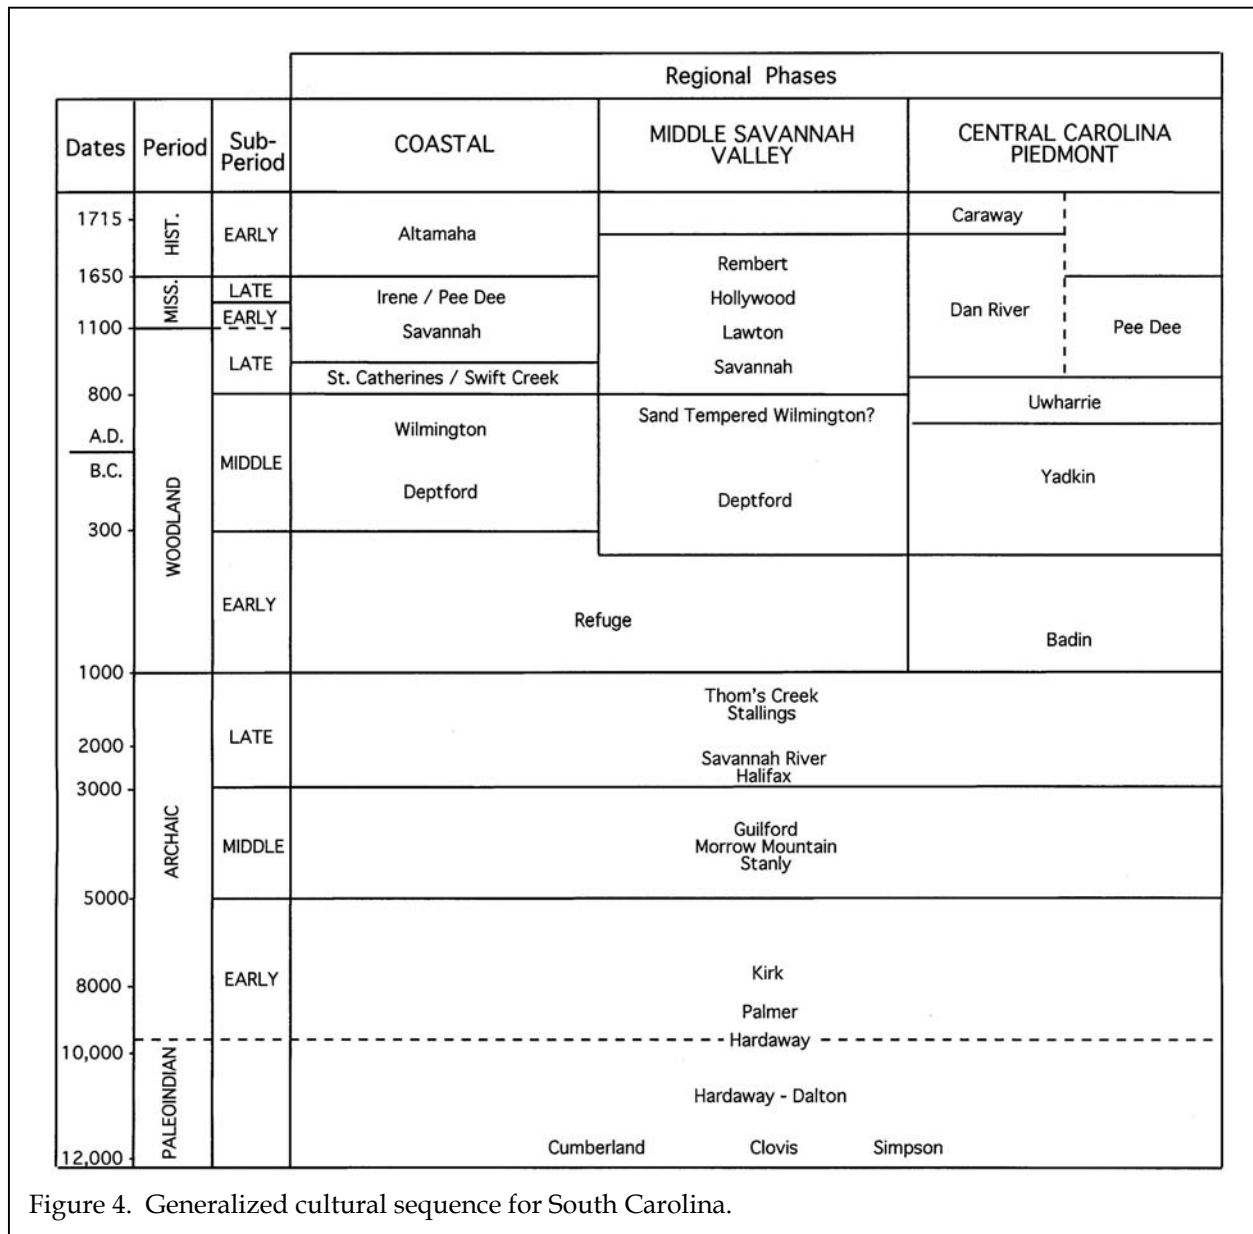 Regional Phases
Dates
Period
Sub-
Period
COASTAL
MIDDLE SAVANNAH
VALLEY
CENTRAL CAROLINA
PIEDMONT
1715
HIST.
EARLY
Altamaha
Caraway
1650
MISS.
LATE
EARLY
Irene / Pee Dee
Savannah
Rembert
Hollywood
Lawton
Savannah
Dan River
Pee Dee
1100
WOODLAND
LATE
St. Catherines / Swift Creek
Uwharrie
800
A.D.
B.C.
MIDDLE
Wilmington
Deptford
Sand Tempered Wilmington?
Deptford
Yadkin
300
EARLY
Refuge
Badin
1000
ARCHAIC
LATE
Thom's Creek
Stallings
2000
Savannah River
Halifax
3000
MIDDLE
Guilford
Morrow Mountain
Stanly
5000
EARLY
Kirk
8000
Palmer
Hardaway
10,000
PALEOINDIAN
Hardaway - Dalton
Cumberland Clovis Simpson
12,000
Figure 4. Generalized cultural sequence for South Carolina.